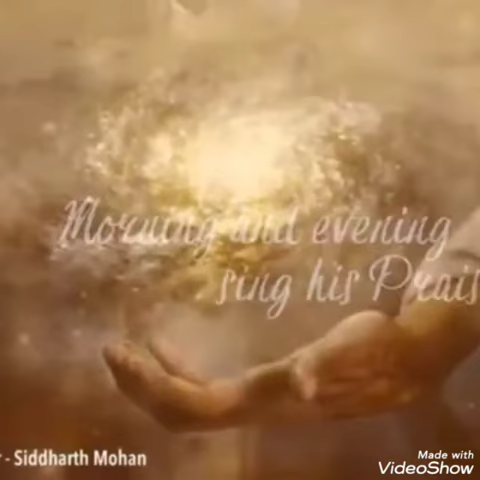 Morning and evening
sing his Prais
- Siddharth Mohan
Made with
VideoShow